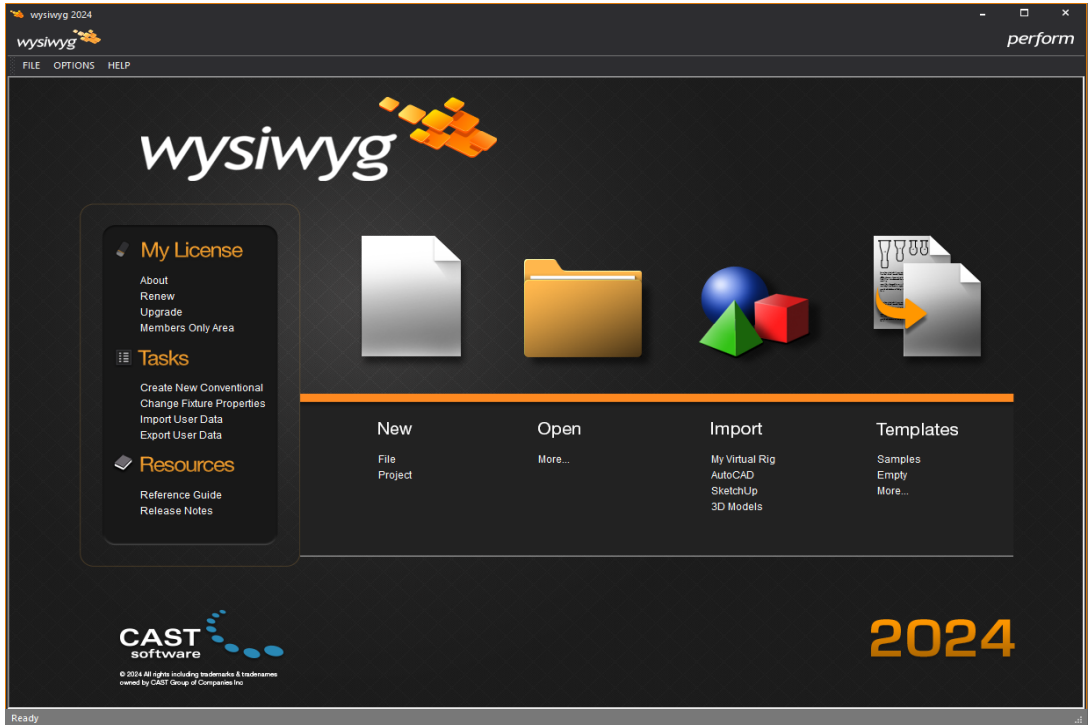 wysiwyg 2024
wysiwyg
perform
FILE OPTIONS HELP
wysiwyg
My License
About
Renew
Upgrade
Members Only Area
Tasks
Create New Conventional
Change Fixture Properties
Import User Data
Export User Data
Resources
Reference Guide
Release Notes
New
File
Project
Open
More...
Import
My Virtual Rig
AutoCAD
SketchUp
3D Models
Templates
Samples
Empty
More...
CAST
software
© 2024 All rights including trademarks & tradenames
owned by CAST Group of Companies Inc
2024
Ready